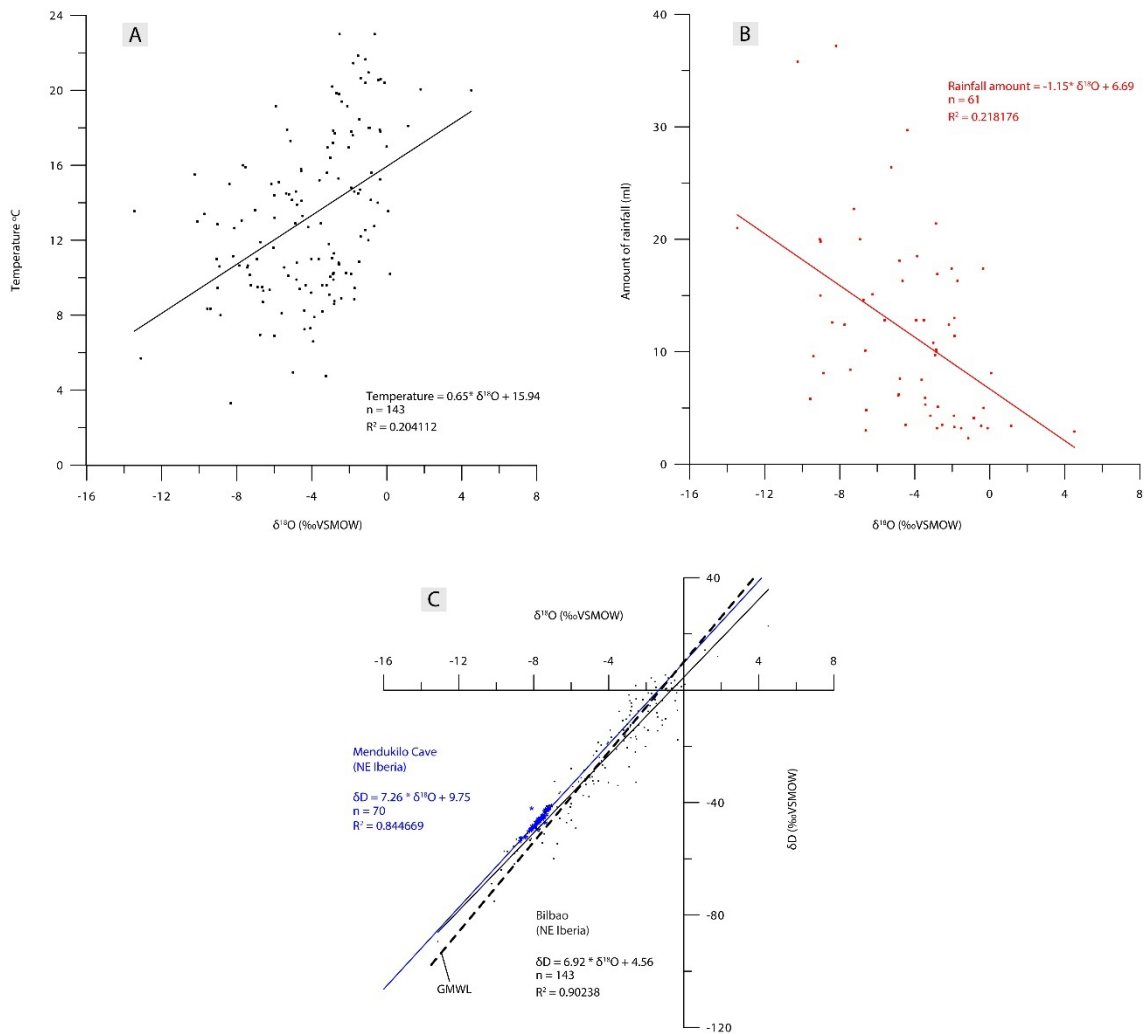 A
24
20
16
12
8
4
0
Temperature ºC
-16
-12
-8
-4
0
4
8
δ¹⁸O (‰VSMOW)
Temperature = 0.65* δ¹⁸O + 15.94
n = 143
R² = 0.204112
B
40
30
20
10
0
Amount of rainfall (ml)
-16
-12
-8
-4
0
4
8
δ¹⁸O (‰VSMOW)
Rainfall amount = -1.15* δ¹⁸O + 6.69
n = 61
R² = 0.218176
C
δ¹⁸O (‰VSMOW)
-16
-12
-8
-4
4
8
40
-40
-80
-120
δD (‰VSMOW)
Mendukilo Cave
(NE Iberia)
δD = 7.26 * δ¹⁸O + 9.75
n = 70
R² = 0.844669
Bilbao
(NE Iberia)
δD = 6.92 * δ¹⁸O + 4.56
n = 143
R² = 0.90238
GMWL